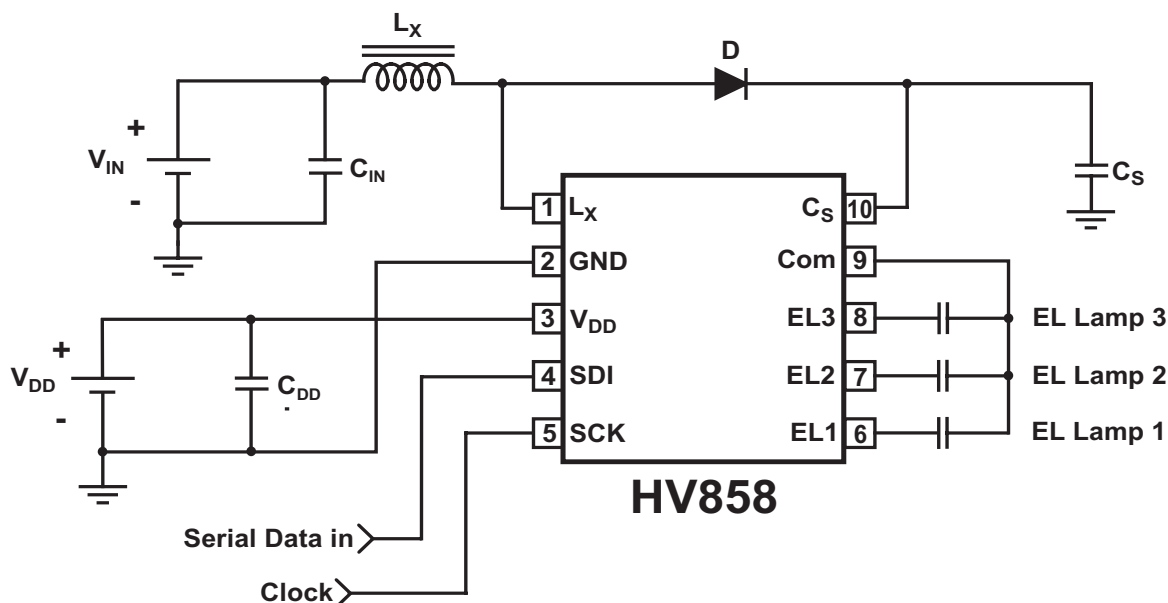 LX
D
+
VIN
-
CIN
CS
1 LX
CS 10
2 GND
Com 9
3 VDD
EL3 8
EL Lamp 3
+
VDD
-
CDD
4 SDI
EL2 7
EL Lamp 2
5 SCK
EL1 6
EL Lamp 1
HV858
Serial Data in
Clock